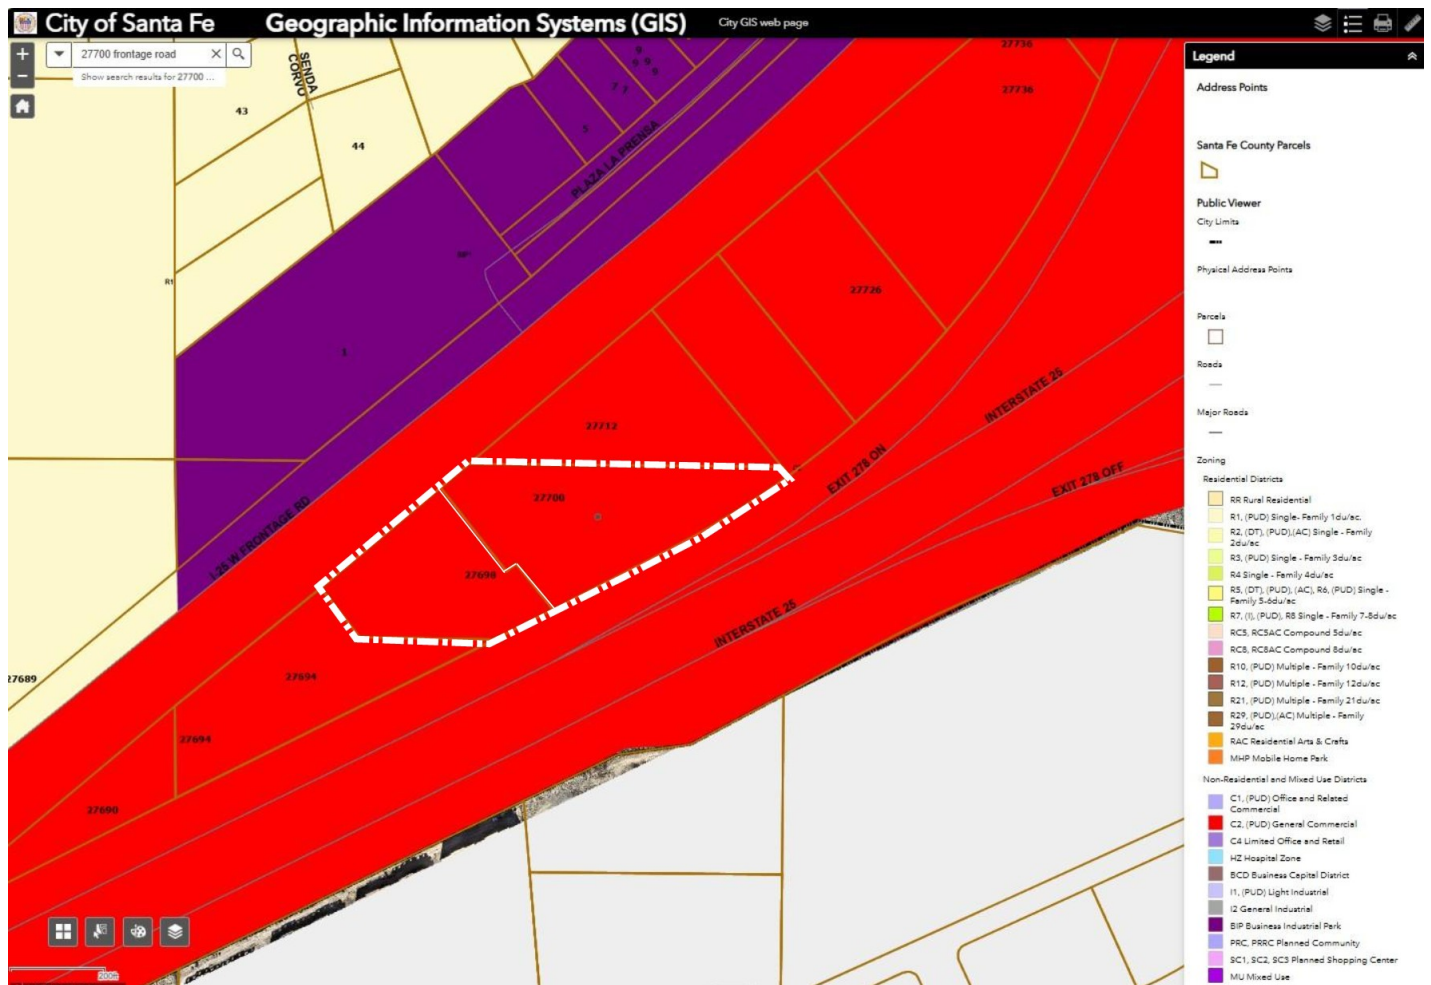 City of Santa Fe
Geographic Information Systems (GIS)
City GIS web page
27700 frontage road
Show search results for 27700 ...
SENDA
CORVO
43
44
R1
1
PLAZA LA PRENSA
9
9
9
9
27736
27736
27726
27712
27700
27698
27694
27694
27690
27689
I-25 W FRONTAGE RD
INTERSTATE 25
EXIT 278 ON
EXIT 278 OFF
INTERSTATE 25
200ft
Legend
Address Points
Santa Fe County Parcels
Public Viewer
City Limits
Physical Address Points
Parcels
Roads
Major Roads
Zoning
Residential Districts
RR Rural Residential
R1, (PUD) Single- Family 1du/ac.
R2, (DT), (PUD),(AC) Single - Family
2du/ac
R3, (PUD) Single - Family 3du/ac
R4 Single - Family 4du/ac
R5, (DT), (PUD), (AC), R6, (PUD) Single -
Family 5-6du/ac
R7, (I), (PUD), R8 Single - Family 7-8du/ac
RC5, RC5AC Compound 5du/ac
RC8, RC8AC Compound 8du/ac
R10, (PUD) Multiple - Family 10du/ac
R12, (PUD) Multiple - Family 12du/ac
R21, (PUD) Multiple - Family 21du/ac
R29, (PUD),(AC) Multiple - Family
29du/ac
RAC Residential Arts & Crafts
MHP Mobile Home Park
Non-Residential and Mixed Use Districts
C1, (PUD) Office and Related
Commercial
C2, (PUD) General Commercial
C4 Limited Office and Retail
HZ Hospital Zone
BCD Business Capital District
I1, (PUD) Light Industrial
I2 General Industrial
BIP Business Industrial Park
PRC, PRRC Planned Community
SC1, SC2, SC3 Planned Shopping Center
MU Mixed Use